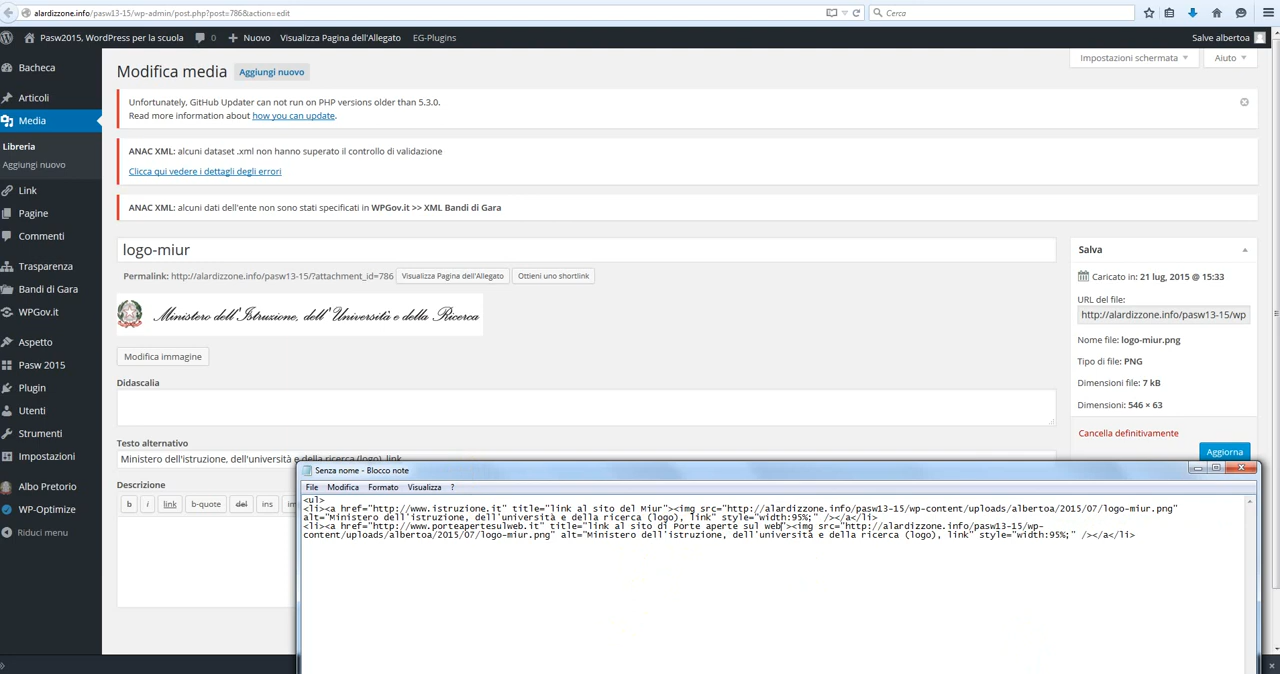 alardizzone.info/pasw13-15/wp-admin/post.php?post=786&action=edit
Cerca
Pasw2015, WordPress per la scuola 0 Nuovo Visualizza Pagina dell'Allegato EG-Plugins Salve albertoa
Bacheca
Articoli
Media
Libreria
Aggiungi nuovo
Link
Pagine
Commenti
Trasparenza
Bandi di Gara
WPGov.it
Aspetto
Pasw 2015
Plugin
Utenti
Strumenti
Impostazioni
Albo Pretorio
WP-Optimize
Riduci menu
Impostazioni schermata Aiuto
Modifica media Aggiungi nuovo
Unfortunately, GitHub Updater can not run on PHP versions older than 5.3.0.
Read more information about how you can update.
ANAC XML: alcuni dataset .xml non hanno superato il controllo di validazione
Clicca qui vedere i dettagli degli errori
ANAC XML: alcuni dati dell'ente non sono stati specificati in WPGov.it >> XML Bandi di Gara
logo-miur
Permalink: http://alardizzone.info/pasw13-15/?attachment_id=786 Visualizza Pagina dell'Allegato Ottieni uno shortlink
Ministero dell'Istruzione, dell'Università e della Ricerca
Modifica immagine
Didascalia
Testo alternativo
Ministero dell'istruzione, dell'università e della ricerca (logo), link
Descrizione
b i link b-quote del ins
Salva
Caricato in: 21 lug, 2015 @ 15:33
URL del file:
http://alardizzone.info/pasw13-15/wp
Nome file: logo-miur.png
Tipo di file: PNG
Dimensioni file: 7 kB
Dimensioni: 546 × 63
Cancella definitivamente
Aggiorna
Senza nome - Blocco note
File Modifica Formato Visualizza ?
<ul>
<li><a href="http://www.istruzione.it" title="link al sito del Miur"><img src="http://alardizzone.info/pasw13-15/wp-content/uploads/albertoa/2015/07/logo-miur.png"
alt="Ministero dell'istruzione, dell'università e della ricerca (logo), link" style="width:95%;" /></a</li>
<li><a href="http://www.porteapertesulweb.it" title="link al sito di Porte aperte sul web"><img src="http://alardizzone.info/pasw13-15/wp-
content/uploads/albertoa/2015/07/logo-miur.png" alt="Ministero dell'istruzione, dell'università e della ricerca (logo), link" style="width:95%;" /></a</li>